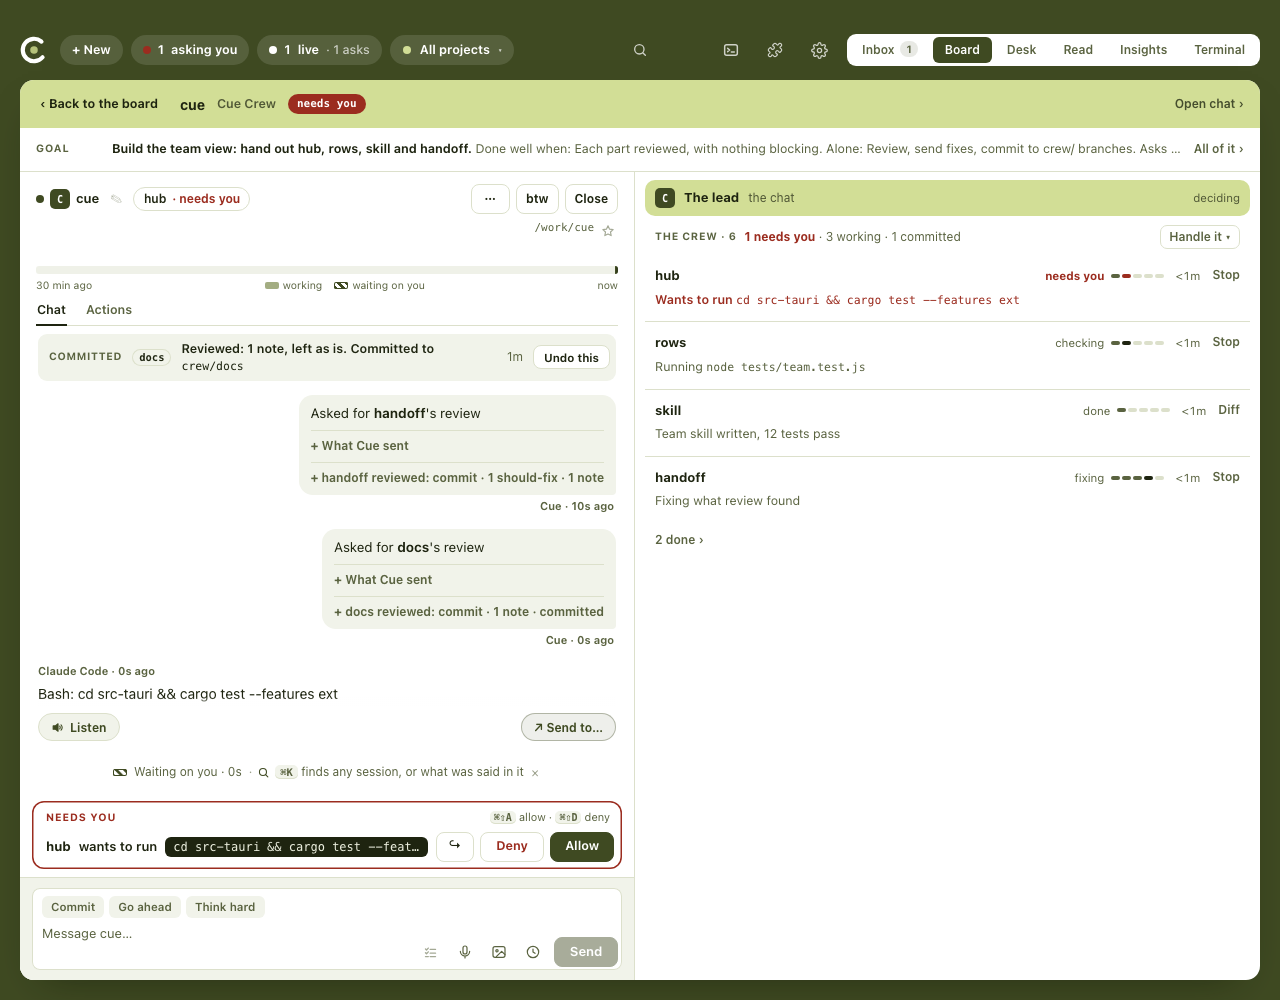 + New
1 asking you
1 live · 1 asks
All projects ·
Inbox 1
Board
Desk
Read
Insights
Terminal
‹ Back to the board
cue
Cue Crew
needs you
Open chat ›
GOAL
Build the team view: hand out hub, rows, skill and handoff. Done well when: Each part reviewed, with nothing blocking. Alone: Review, send fixes, commit to crew/ branches. Asks ...
All of it ›
C
cue
hub · needs you
···
btw
Close
/work/cue
30 min ago
working
waiting on you
now
Chat
Actions
COMMITTED
docs
Reviewed: 1 note, left as is. Committed to
crew/docs
1m
Undo this
Asked for handoff's review
+ What Cue sent
+ handoff reviewed: commit · 1 should-fix · 1 note
Cue · 10s ago
Asked for docs's review
+ What Cue sent
+ docs reviewed: commit · 1 note · committed
Cue · 0s ago
Claude Code · 0s ago
Bash: cd src-tauri && cargo test --features ext
Listen
↗ Send to...
Waiting on you · 0s · ⌘K finds any session, or what was said in it ×
NEEDS YOU
⌘⇧A allow · ⌘⇧D deny
hub wants to run cd src-tauri && cargo test --feat…
↪
Deny
Allow
Commit
Go ahead
Think hard
Message cue...
Send
C
The lead
the chat
deciding
THE CREW · 6 1 needs you · 3 working · 1 committed
Handle it ▾
hub
needs you
<1m
Stop
Wants to run cd src-tauri && cargo test --features ext
rows
checking
<1m
Stop
Running node tests/team.test.js
skill
done
<1m
Diff
Team skill written, 12 tests pass
handoff
fixing
<1m
Stop
Fixing what review found
2 done ›